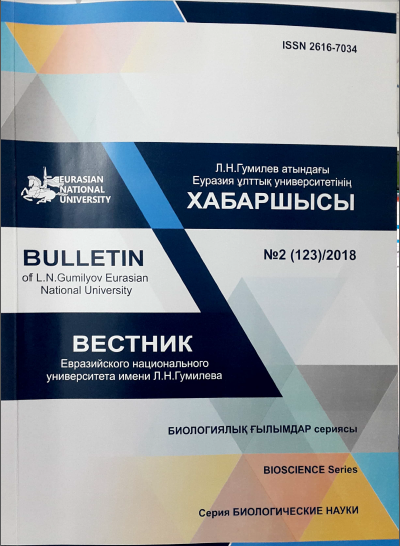 ISSN 2616-7034
EURASIAN
NATIONAL
UNIVERSITY
Л.Н.Гумилев атындағы
Еуразия ұлттық университетінің
ХАБАРШЫСЫ
BULLETIN
of L.N.Gumilyov Eurasian
National University
№2 (123)/2018
ВЕСТНИК
Евразийского национального
университета имени Л.Н.Гумилева
БИОЛОГИЯЛЫҚ ҒЫЛЫМДАР сериясы
BIOSCIENCE Series
Серия БИОЛОГИЧЕСКИЕ НАУКИ